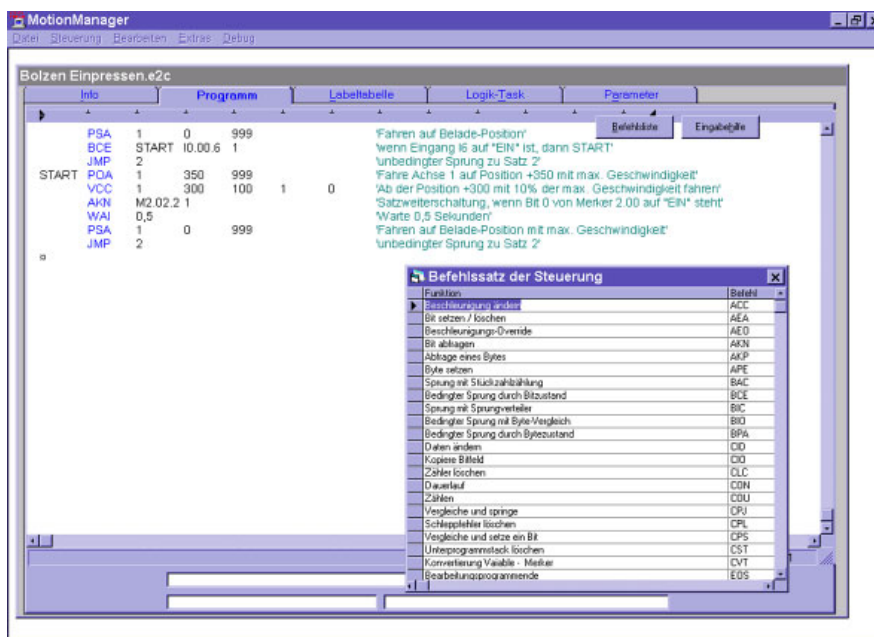 MotionManager
Datei Steuerung Bearbeiten Extras Debug
Bolzen Einpressen.e2c
Info Programm Labeltabelle Logik-Task Parameter
Befehlsliste Eingabehilfe
PSA 1 0 999 'Fahren auf Belade-Position'
BCE START I0.00.6 1 'wenn Eingang I6 auf "EIN" ist, dann START'
JMP 2 'unbedingter Sprung zu Satz 2'
START POA 1 350 999 'Fahre Achse 1 auf Position +350 mit max. Geschwindigkeit'
VCC 1 300 100 1 0 'Ab der Position +300 mit 10% der max. Geschwindigkeit fahren'
AKN M2.02.2 1 'Satzweiterschaltung, wenn Bit 0 von Merker 2.00 auf "EIN" steht'
WAI 0,5 'Warte 0,5 Sekunden'
PSA 1 0 999 'Fahren auf Belade-Position mit max. Geschwindigkeit'
JMP 2 'unbedingter Sprung zu Satz 2'
Befehlssatz der Steuerung
Funktion Befehl
Beschleunigung ändern ACC
Bit setzen / löschen AEA
Beschleunigungs-Override AEO
Bit abfragen AKN
Abfrage eines Bytes AKP
Byte setzen APE
Sprung mit Stückzahlzählung BAC
Bedingter Sprung durch Bitzustand BCE
Sprung mit Sprungverteiler BIC
Bedingter Sprung mit Byte-Vergleich BIO
Bedingter Sprung durch Bytezustand BPA
Daten ändern CID
Kopiere Bitfeld CIO
Zähler löschen CLC
Dauerlauf CON
Zählen COU
Vergleiche und springe CPJ
Schleppfehler löschen CPL
Vergleiche und setze ein Bit CPS
Unterprogrammstack löschen CST
Konvertierung Vaiable - Merker CVT
Bearbeitungsprogrammende EOS